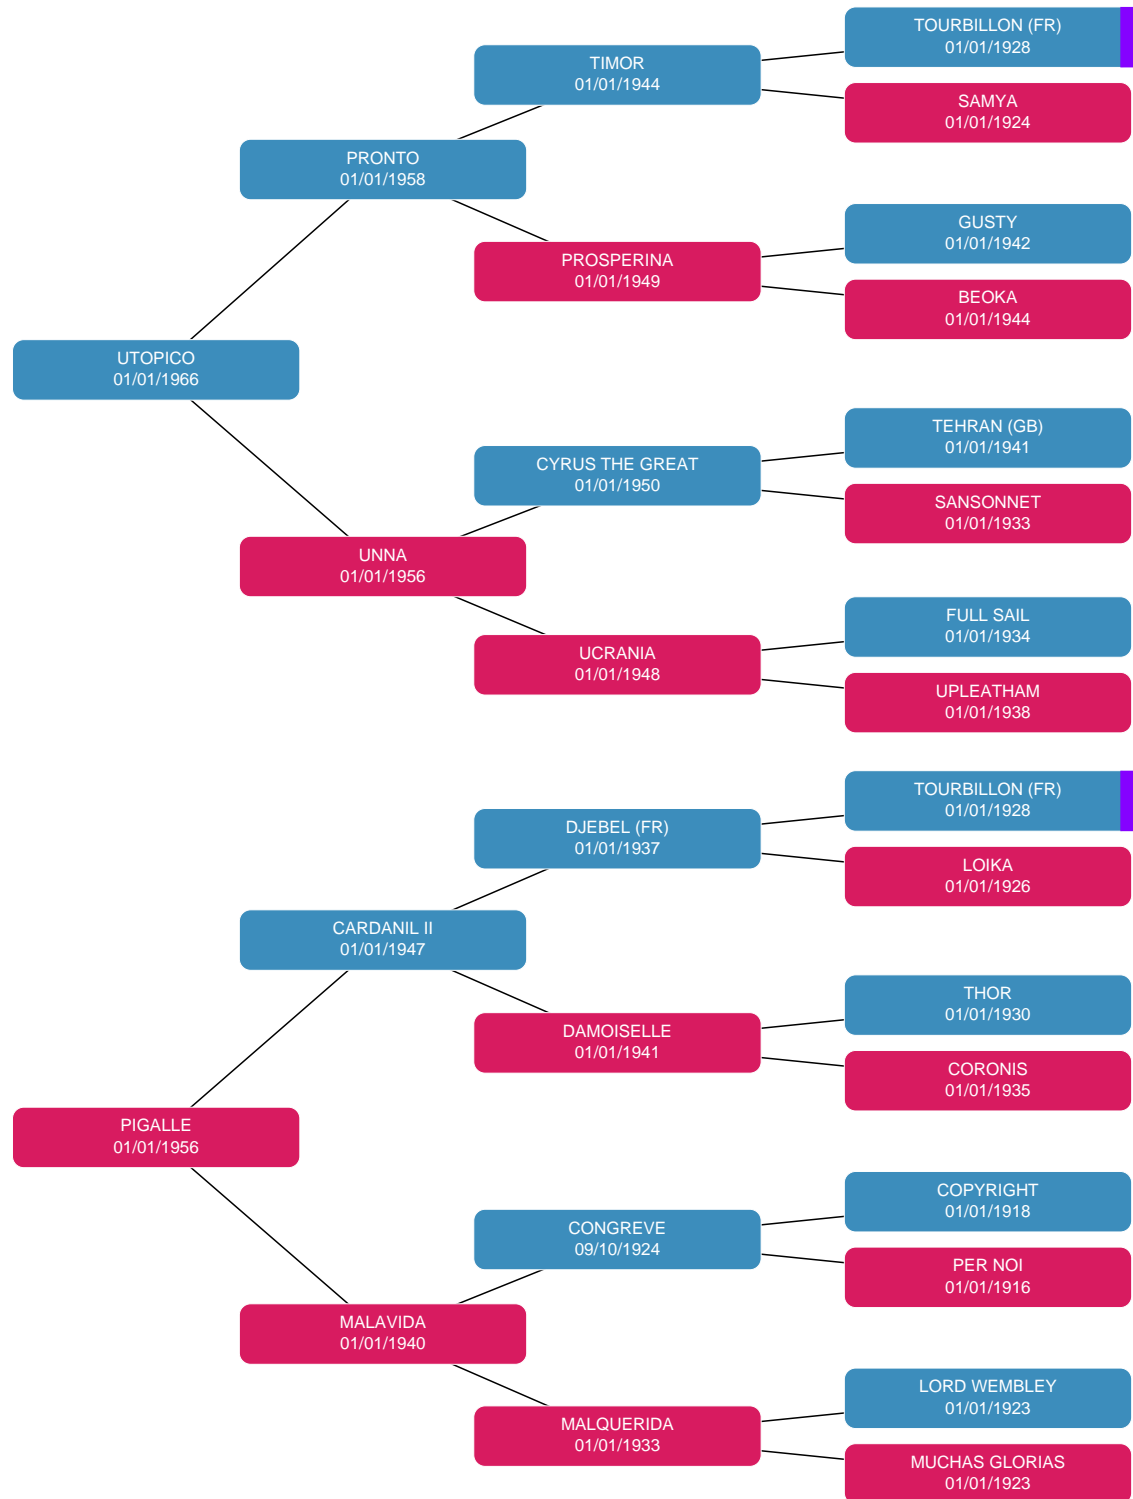 TOURBILLON (FR)
01/01/1928
TIMOR
01/01/1944
SAMYA
01/01/1924
PRONTO
01/01/1958
GUSTY
01/01/1942
PROSPERINA
01/01/1949
BEOKA
01/01/1944
UTOPICO
01/01/1966
TEHRAN (GB)
01/01/1941
CYRUS THE GREAT
01/01/1950
SANSONNET
01/01/1933
UNNA
01/01/1956
FULL SAIL
01/01/1934
UCRANIA
01/01/1948
UPLEATHAM
01/01/1938
TOURBILLON (FR)
01/01/1928
DJEBEL (FR)
01/01/1937
LOIKA
01/01/1926
CARDANIL II
01/01/1947
THOR
01/01/1930
DAMOISELLE
01/01/1941
CORONIS
01/01/1935
PIGALLE
01/01/1956
COPYRIGHT
01/01/1918
CONGREVE
09/10/1924
PER NOI
01/01/1916
MALAVIDA
01/01/1940
LORD WEMBLEY
01/01/1923
MALQUERIDA
01/01/1933
MUCHAS GLORIAS
01/01/1923